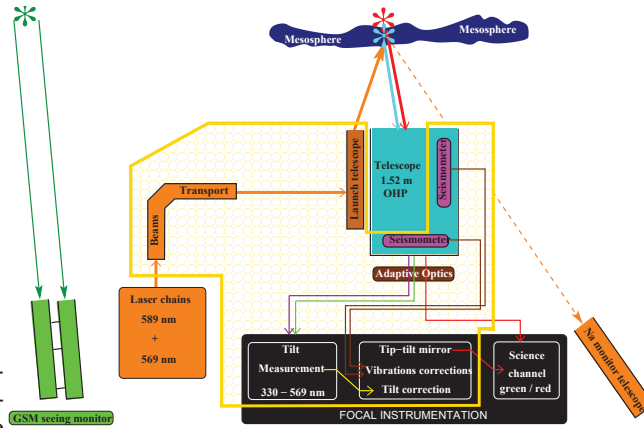 Mesosphere
Mesosphere
Launch telescope
Telescope
1.52 m
OHP
Seismometer
Transport
Beams
Seismometer
Adaptive Optics
Laser chains
589 nm
+
569 nm
Tilt
Measurement
330 – 569 nm
Tip–tilt mirror
Vibrations corrections
Tilt correction
Science
channel
green / red
FOCAL INSTRUMENTATION
GSM seeing monitor
Na monitor telescope